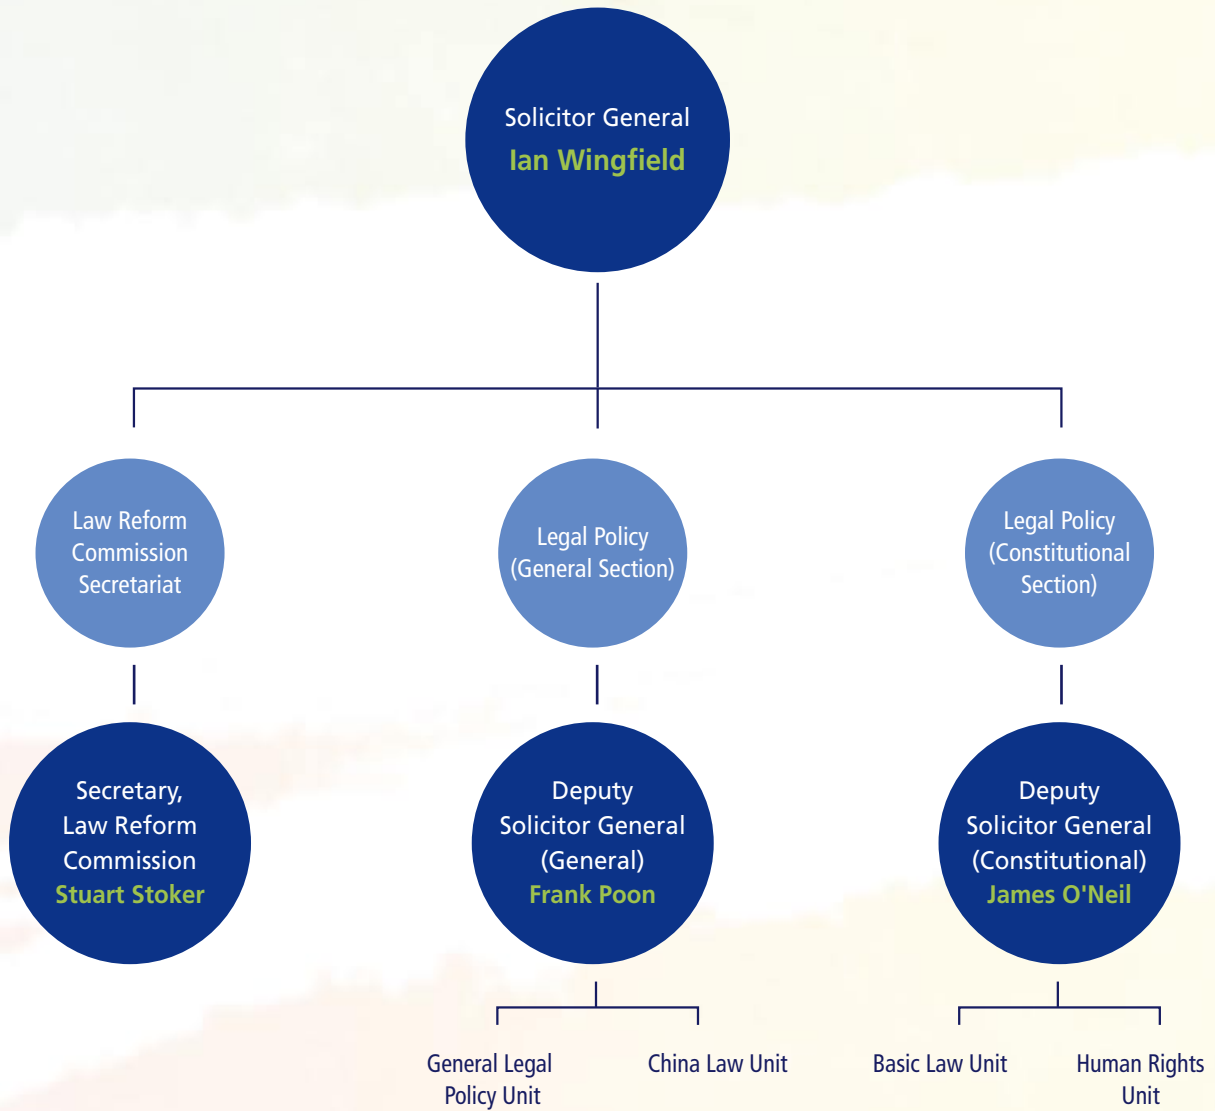 Solicitor General
Ian Wingfield
Law Reform
Commission
Secretariat
Legal Policy
(General Section)
Legal Policy
(Constitutional
Section)
Secretary,
Law Reform
Commission
Stuart Stoker
Deputy
Solicitor General
(General)
Frank Poon
Deputy
Solicitor General
(Constitutional)
James O'Neil
General Legal
Policy Unit
China Law Unit
Basic Law Unit
Human Rights
Unit